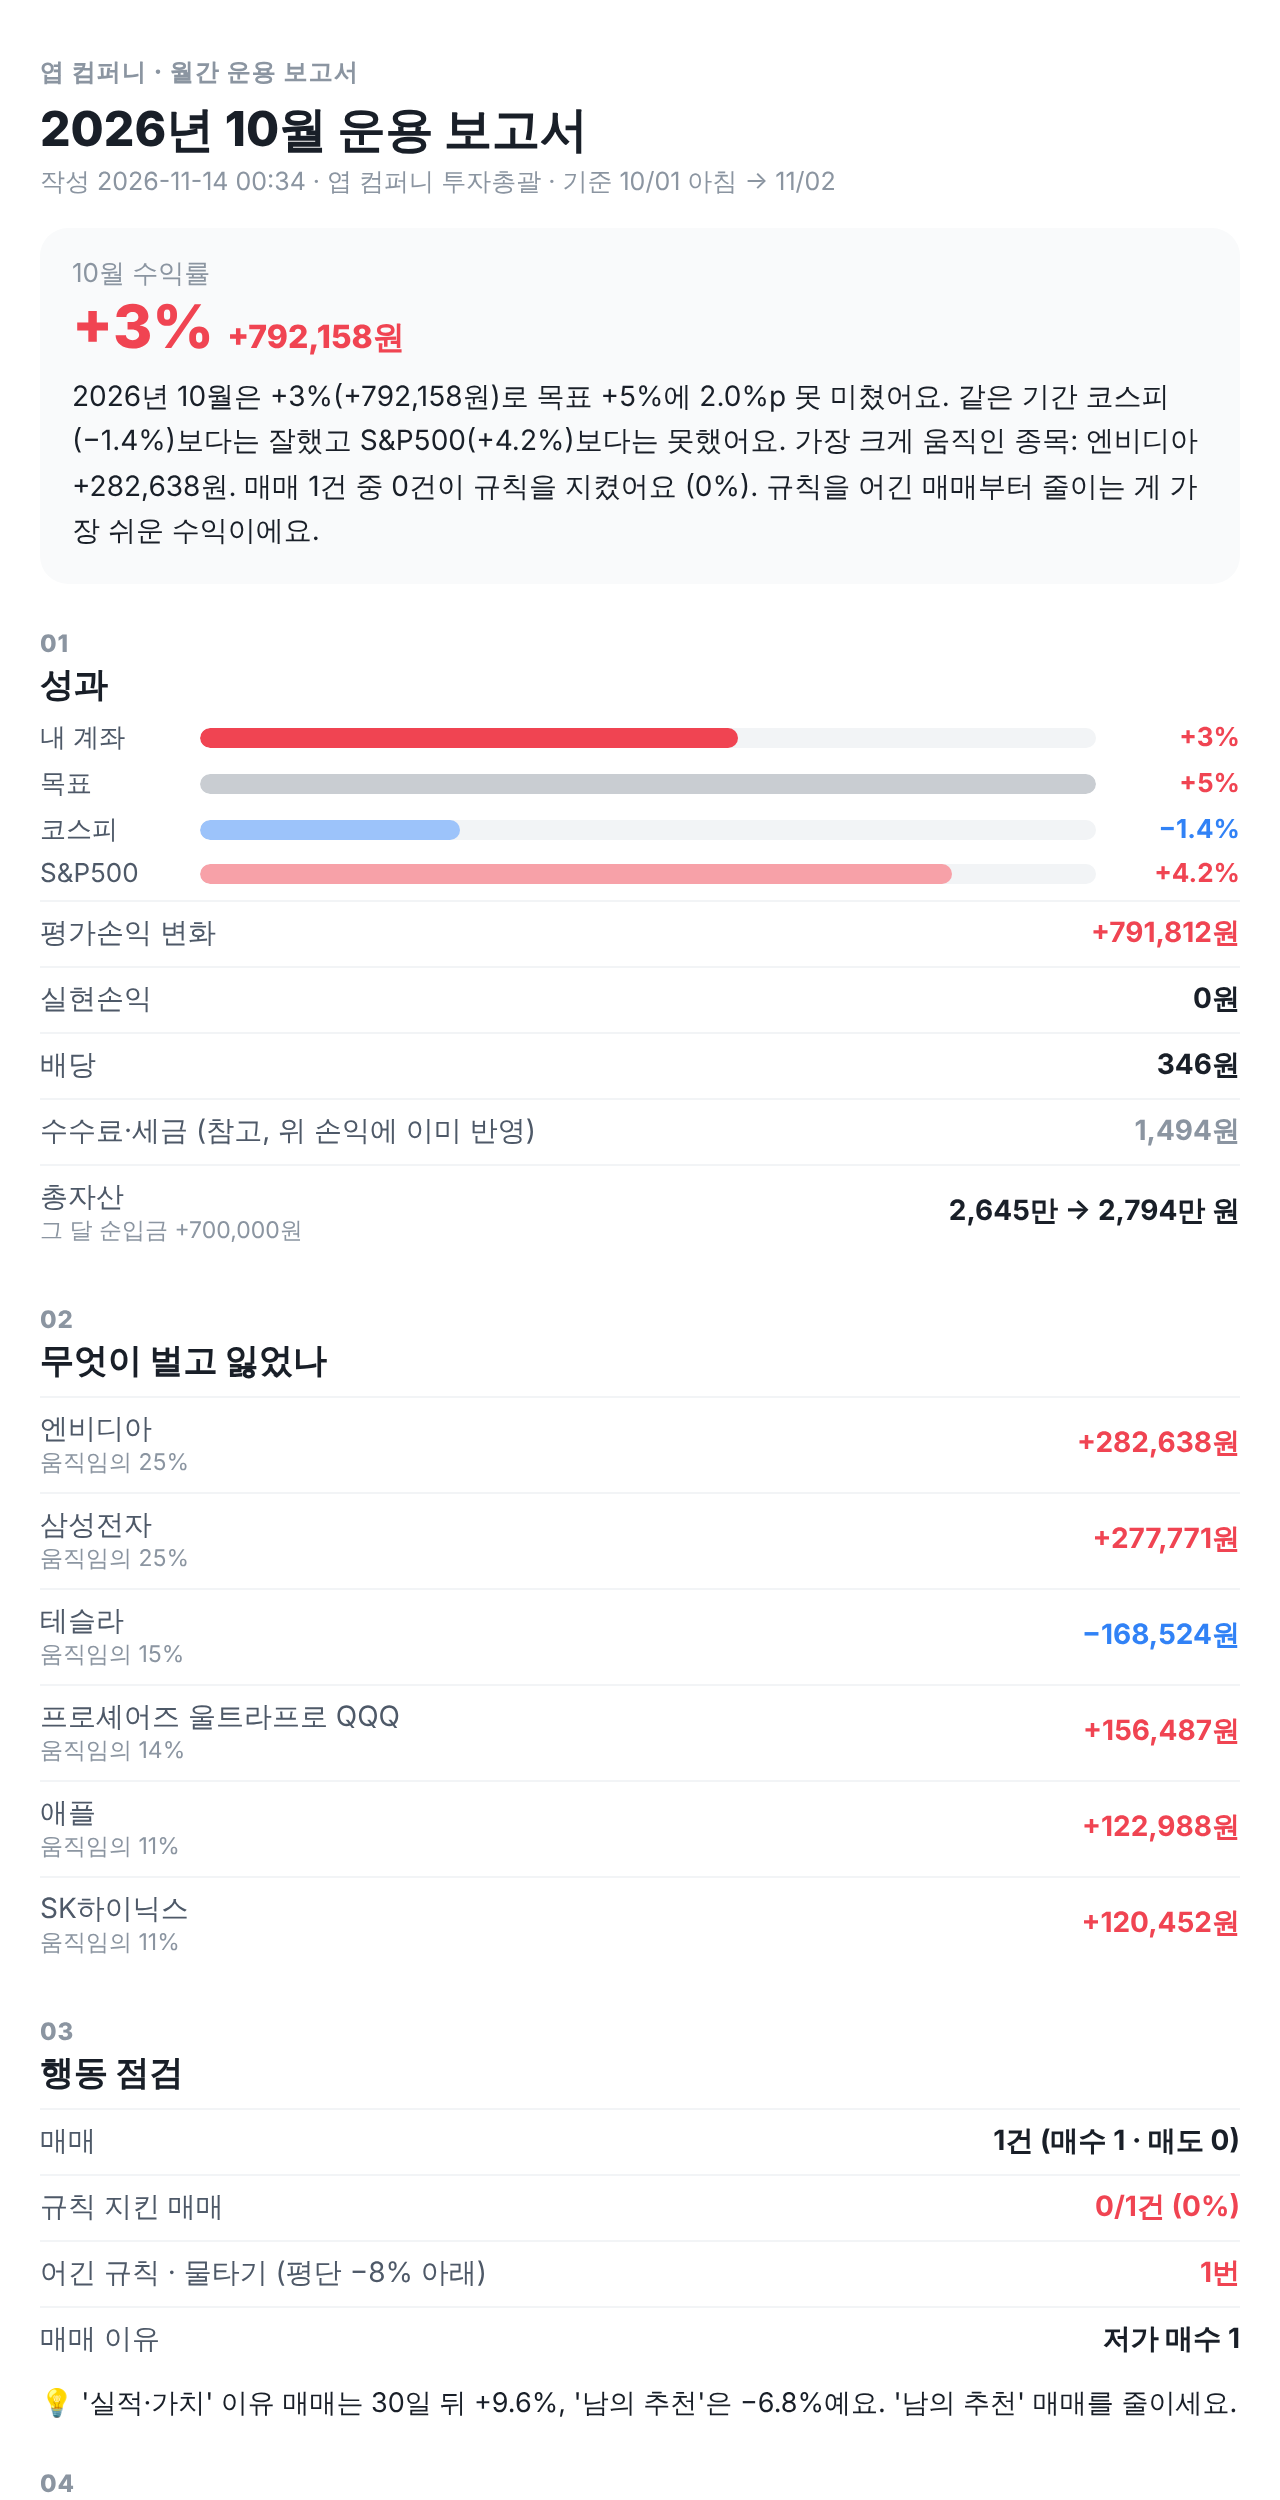 엽 컴퍼니 · 월간 운용 보고서
2026년 10월 운용 보고서
작성 2026-11-14 00:34 · 엽 컴퍼니 투자총괄 · 기준 10/01 아침 → 11/02
10월 수익률
+3% +792,158원
2026년 10월은 +3%(+792,158원)로 목표 +5%에 2.0%p 못 미쳤어요. 같은 기간 코스피
(−1.4%)보다는 잘했고 S&P500(+4.2%)보다는 못했어요. 가장 크게 움직인 종목: 엔비디아
+282,638원. 매매 1건 중 0건이 규칙을 지켰어요 (0%). 규칙을 어긴 매매부터 줄이는 게 가
장 쉬운 수익이에요.
01
성과
내 계좌 +3%
목표 +5%
코스피 −1.4%
S&P500 +4.2%
평가손익 변화 +791,812원
실현손익 0원
배당 346원
수수료·세금 (참고, 위 손익에 이미 반영) 1,494원
총자산 2,645만 → 2,794만 원
그 달 순입금 +700,000원
02
무엇이 벌고 잃었나
엔비디아 +282,638원
움직임의 25%
삼성전자 +277,771원
움직임의 25%
테슬라 −168,524원
움직임의 15%
프로셰어즈 울트라프로 QQQ +156,487원
움직임의 14%
애플 +122,988원
움직임의 11%
SK하이닉스 +120,452원
움직임의 11%
03
행동 점검
매매 1건 (매수 1 · 매도 0)
규칙 지킨 매매 0/1건 (0%)
어긴 규칙 · 물타기 (평단 −8% 아래) 1번
매매 이유 저가 매수 1
💡 '실적·가치' 이유 매매는 30일 뒤 +9.6%, '남의 추천'은 −6.8%예요. '남의 추천' 매매를 줄이세요.
04